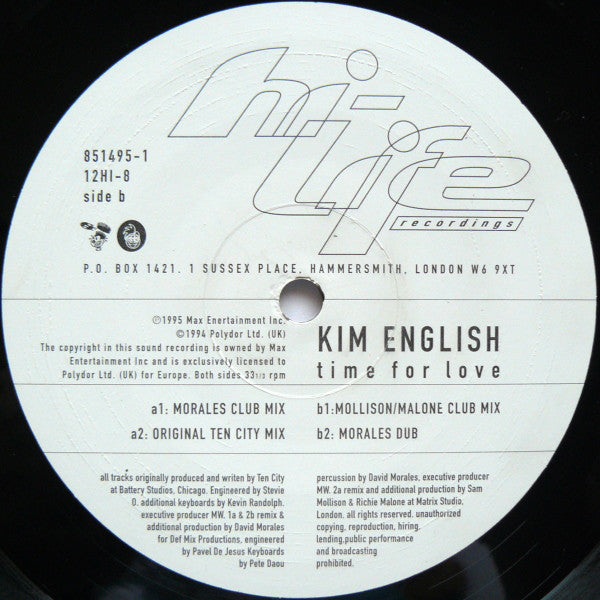 hi-
life
recordings
851495-1
12HI-8
side b
P.O. BOX 1421. 1 SUSSEX PLACE, HAMMERSMITH, LONDON W6 9XT
℗1995 Max Enertainment Inc.
©1994 Polydor Ltd. (UK)
The copyright in this sound recording is owned by Max
Entertainment Inc and is exclusively licensed to
Polydor Ltd. (UK) for Europe. Both sides 33 1/3 rpm
KIM ENGLISH
time for love
a1: MORALES CLUB MIX
a2: ORIGINAL TEN CITY MIX
b1:MOLLISON/MALONE CLUB MIX
b2: MORALES DUB
all tracks originally produced and writen by Ten City
at Battery Studios, Chicago. Engineered by Stevie
O. additional keyboards by Kevin Randolph.
executive producer MW. 1a & 2b remix &
additional production by David Morales
for Def Mix Productions, engineered
by Pavel De Jesus Keyboards
by Pete Daou
percussion by David Morales, executive producer
MW. 2a remix and additional production by Sam
Mollison & Richie Malone at Matrix Studio,
London. all rights reserved. unauthorized
copying, reproduction, hiring,
lending,public performance
and broadcasting
prohibited.